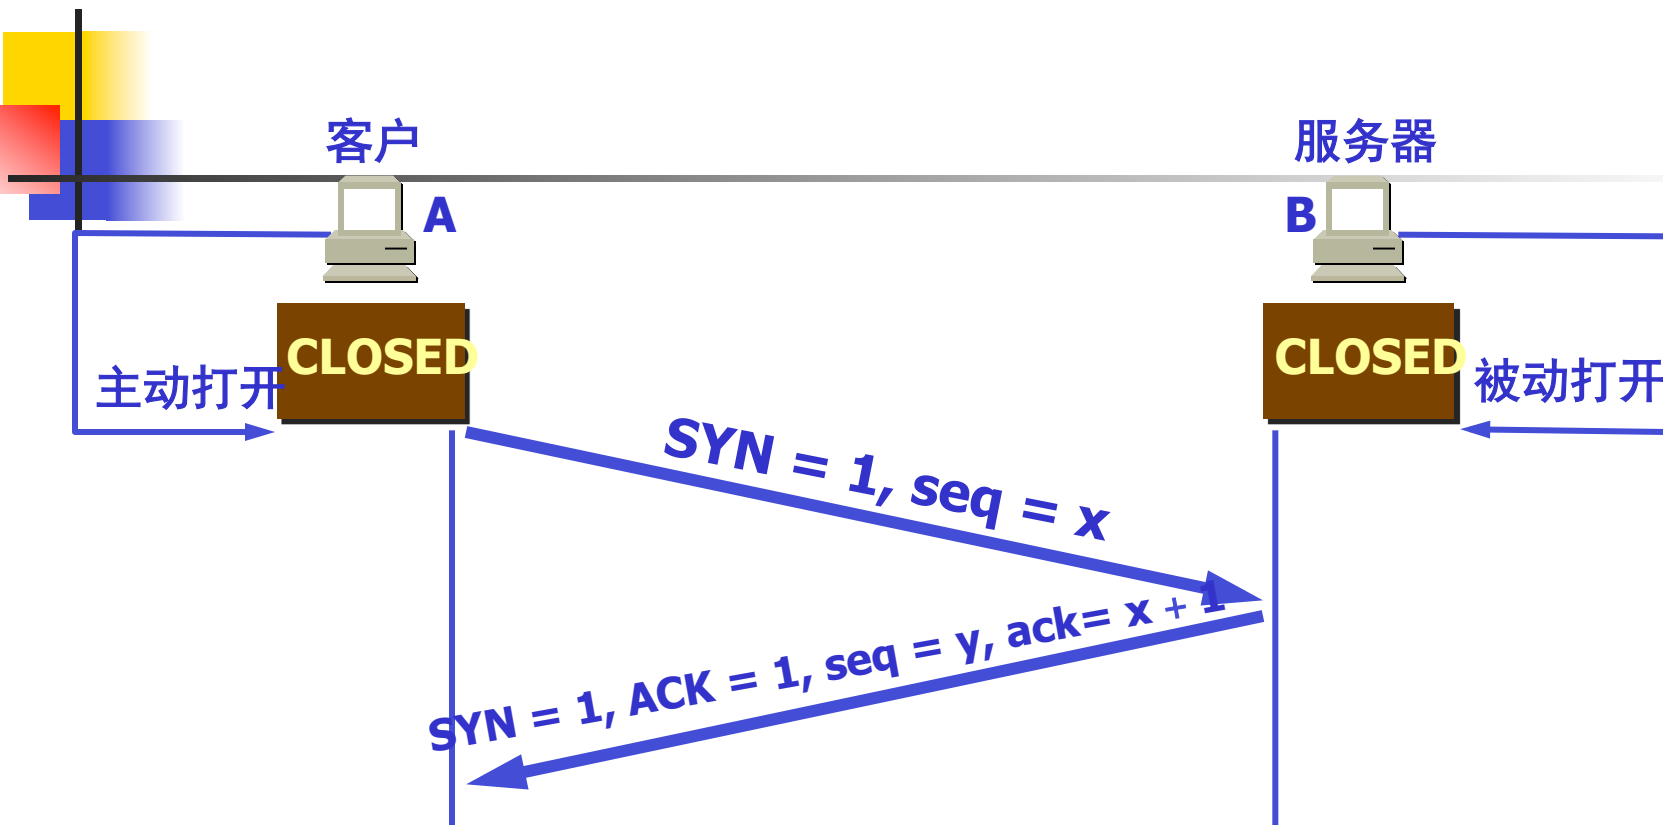 客户
服务器
A
B
CLOSED
CLOSED
主动打开
被动打开
SYN = 1, seq = x
SYN = 1, ACK = 1, seq = y, ack= x + 1